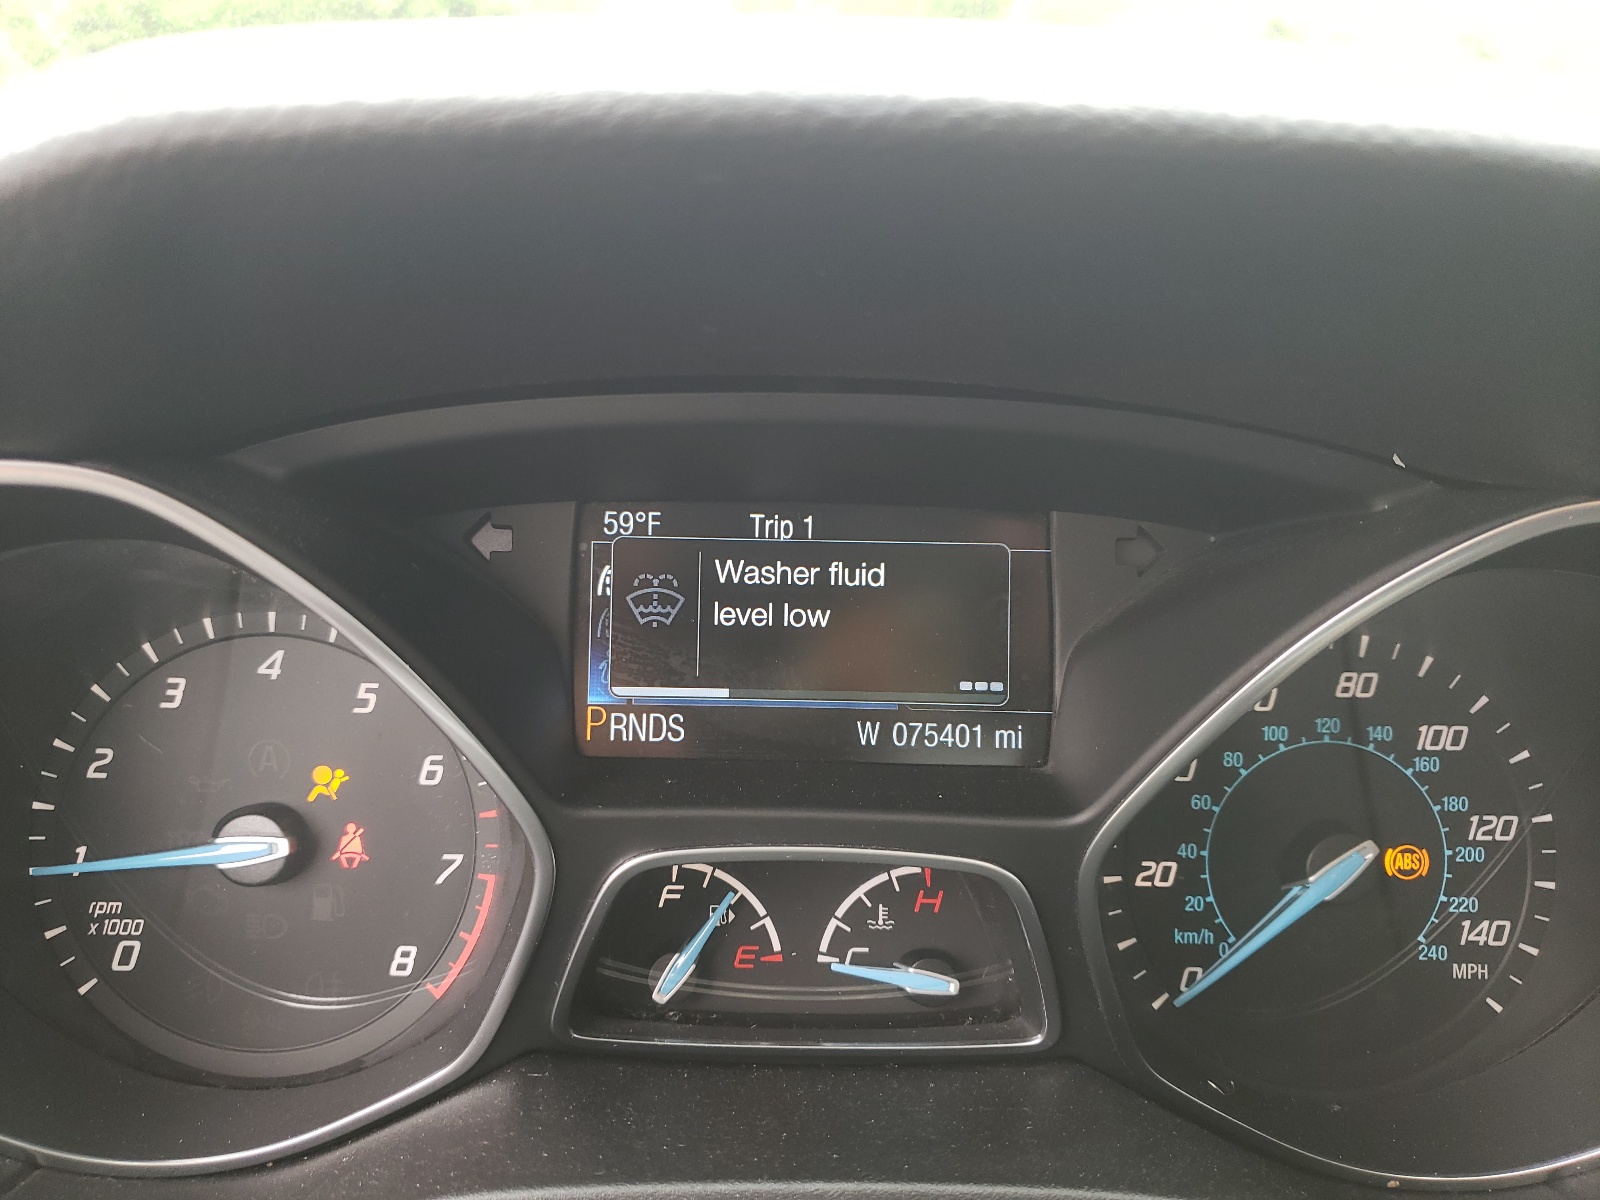 59°F Trip 1
Washer fluid
level low
PRNDS W 075401 mi
0 1 2 3 4 5 6 7 8
rpm
x1000
F E
C H
0 20 80 100 120 140
MPH
0 20 40 60 80 100 120 140 160 180 200 220 240
km/h
ABS